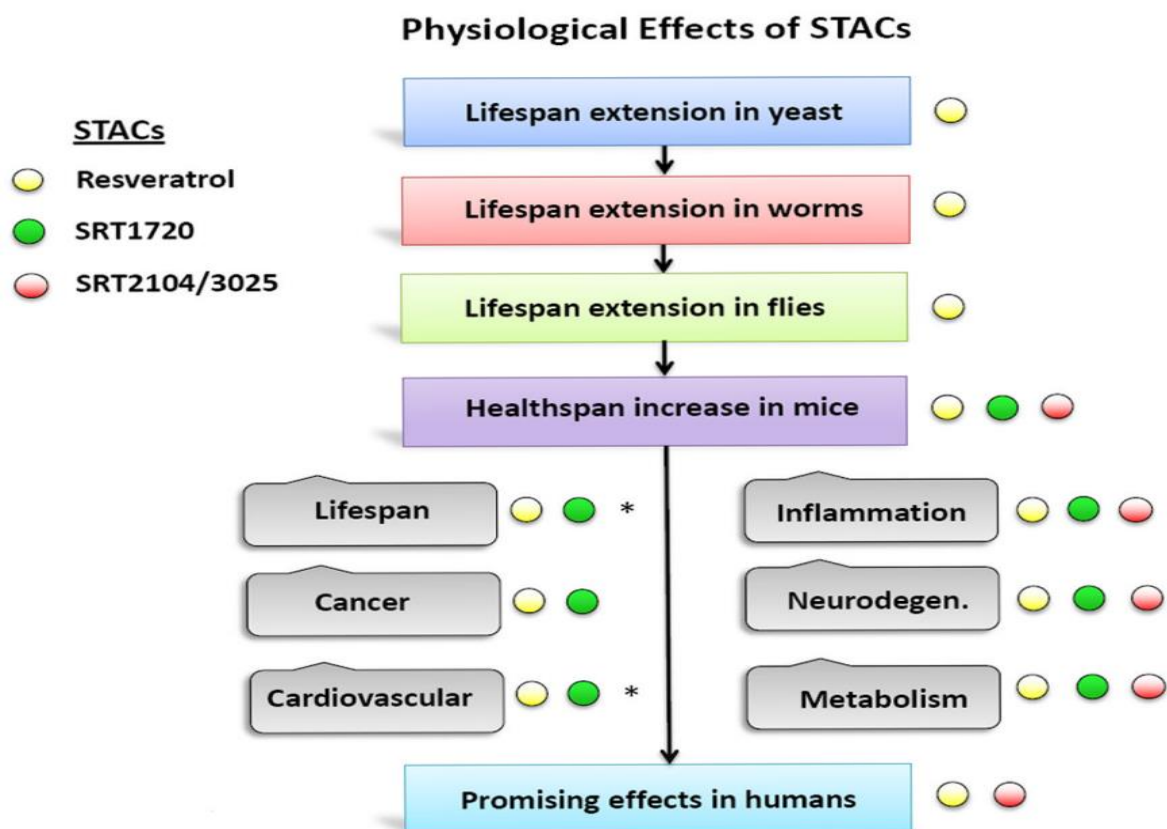 Physiological Effects of STACs
STACs
Resveratrol
SRT1720
SRT2104/3025
Lifespan extension in yeast
Lifespan extension in worms
Lifespan extension in flies
Healthspan increase in mice
Lifespan
*
Cancer
Cardiovascular
*
Inflammation
Neurodegen.
Metabolism
Promising effects in humans